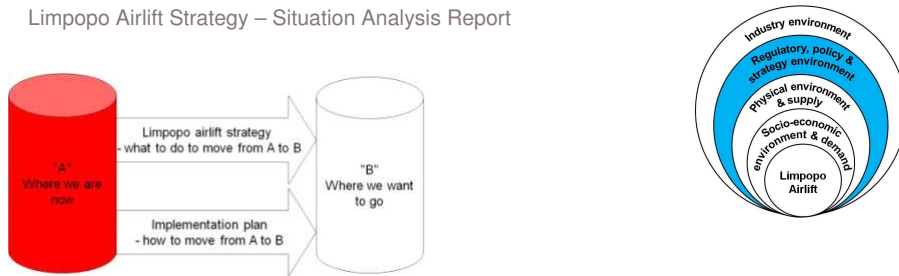 Limpopo Airlift Strategy – Situation Analysis Report
"A"
Where we are
now
Limpopo airlift strategy
- what to do to move from A to B
Implementation plan
- how to move from A to B
"B"
Where we want
to go
Industry environment
Regulatory, policy &
strategy environment
Physical environment
& supply
Socio-economic
environment & demand
Limpopo
Airlift